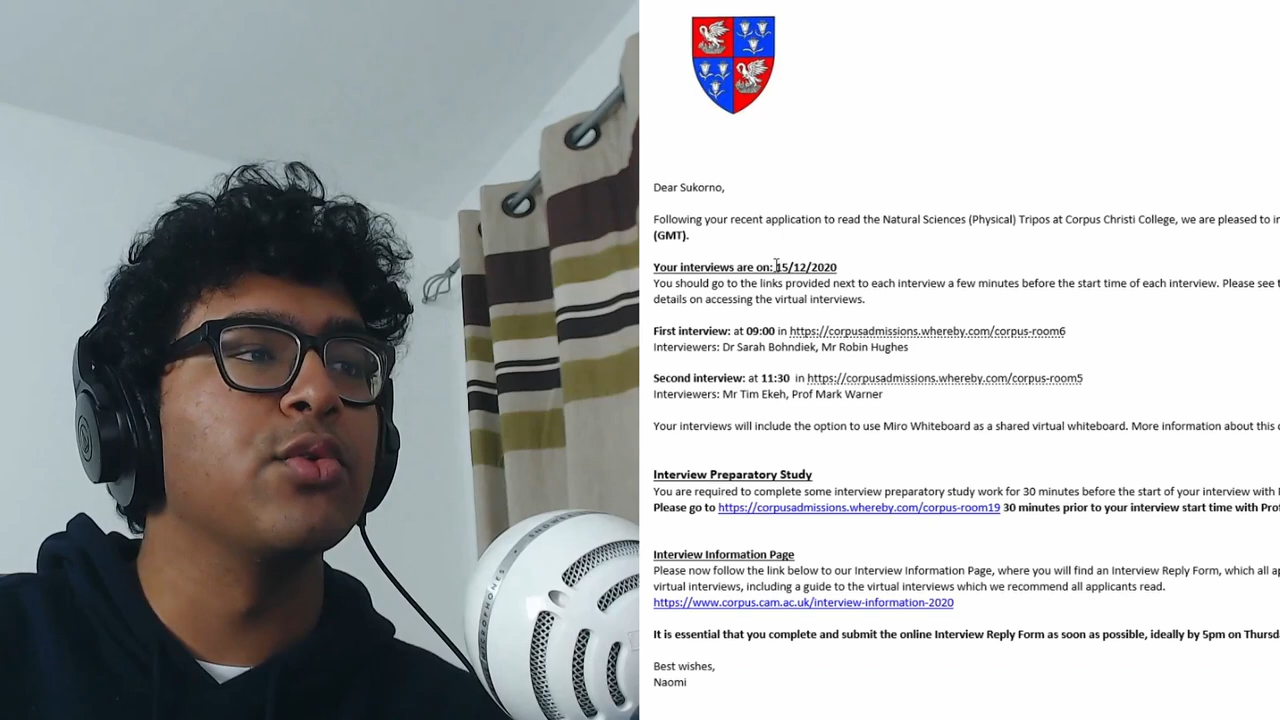 Dear Sukorno,
Following your recent application to read the Natural Sciences (Physical) Tripos at Corpus Christi College, we are pleased to in
(GMT).
Your interviews are on: 15/12/2020
You should go to the links provided next to each interview a few minutes before the start time of each interview. Please see t
details on accessing the virtual interviews.
First interview: at 09:00 in https://corpusadmissions.whereby.com/corpus-room6
Interviewers: Dr Sarah Bohndiek, Mr Robin Hughes
Second interview: at 11:30 in https://corpusadmissions.whereby.com/corpus-room5
Interviewers: Mr Tim Ekeh, Prof Mark Warner
Your interviews will include the option to use Miro Whiteboard as a shared virtual whiteboard. More information about this c
Interview Preparatory Study
You are required to complete some interview preparatory study work for 30 minutes before the start of your interview with
Please go to https://corpusadmissions.whereby.com/corpus-room19 30 minutes prior to your interview start time with Prof
Interview Information Page
Please now follow the link below to our Interview Information Page, where you will find an Interview Reply Form, which all ap
virtual interviews, including a guide to the virtual interviews which we recommend all applicants read.
https://www.corpus.cam.ac.uk/interview-information-2020
It is essential that you complete and submit the online Interview Reply Form as soon as possible, ideally by 5pm on Thursd
Best wishes,
Naomi